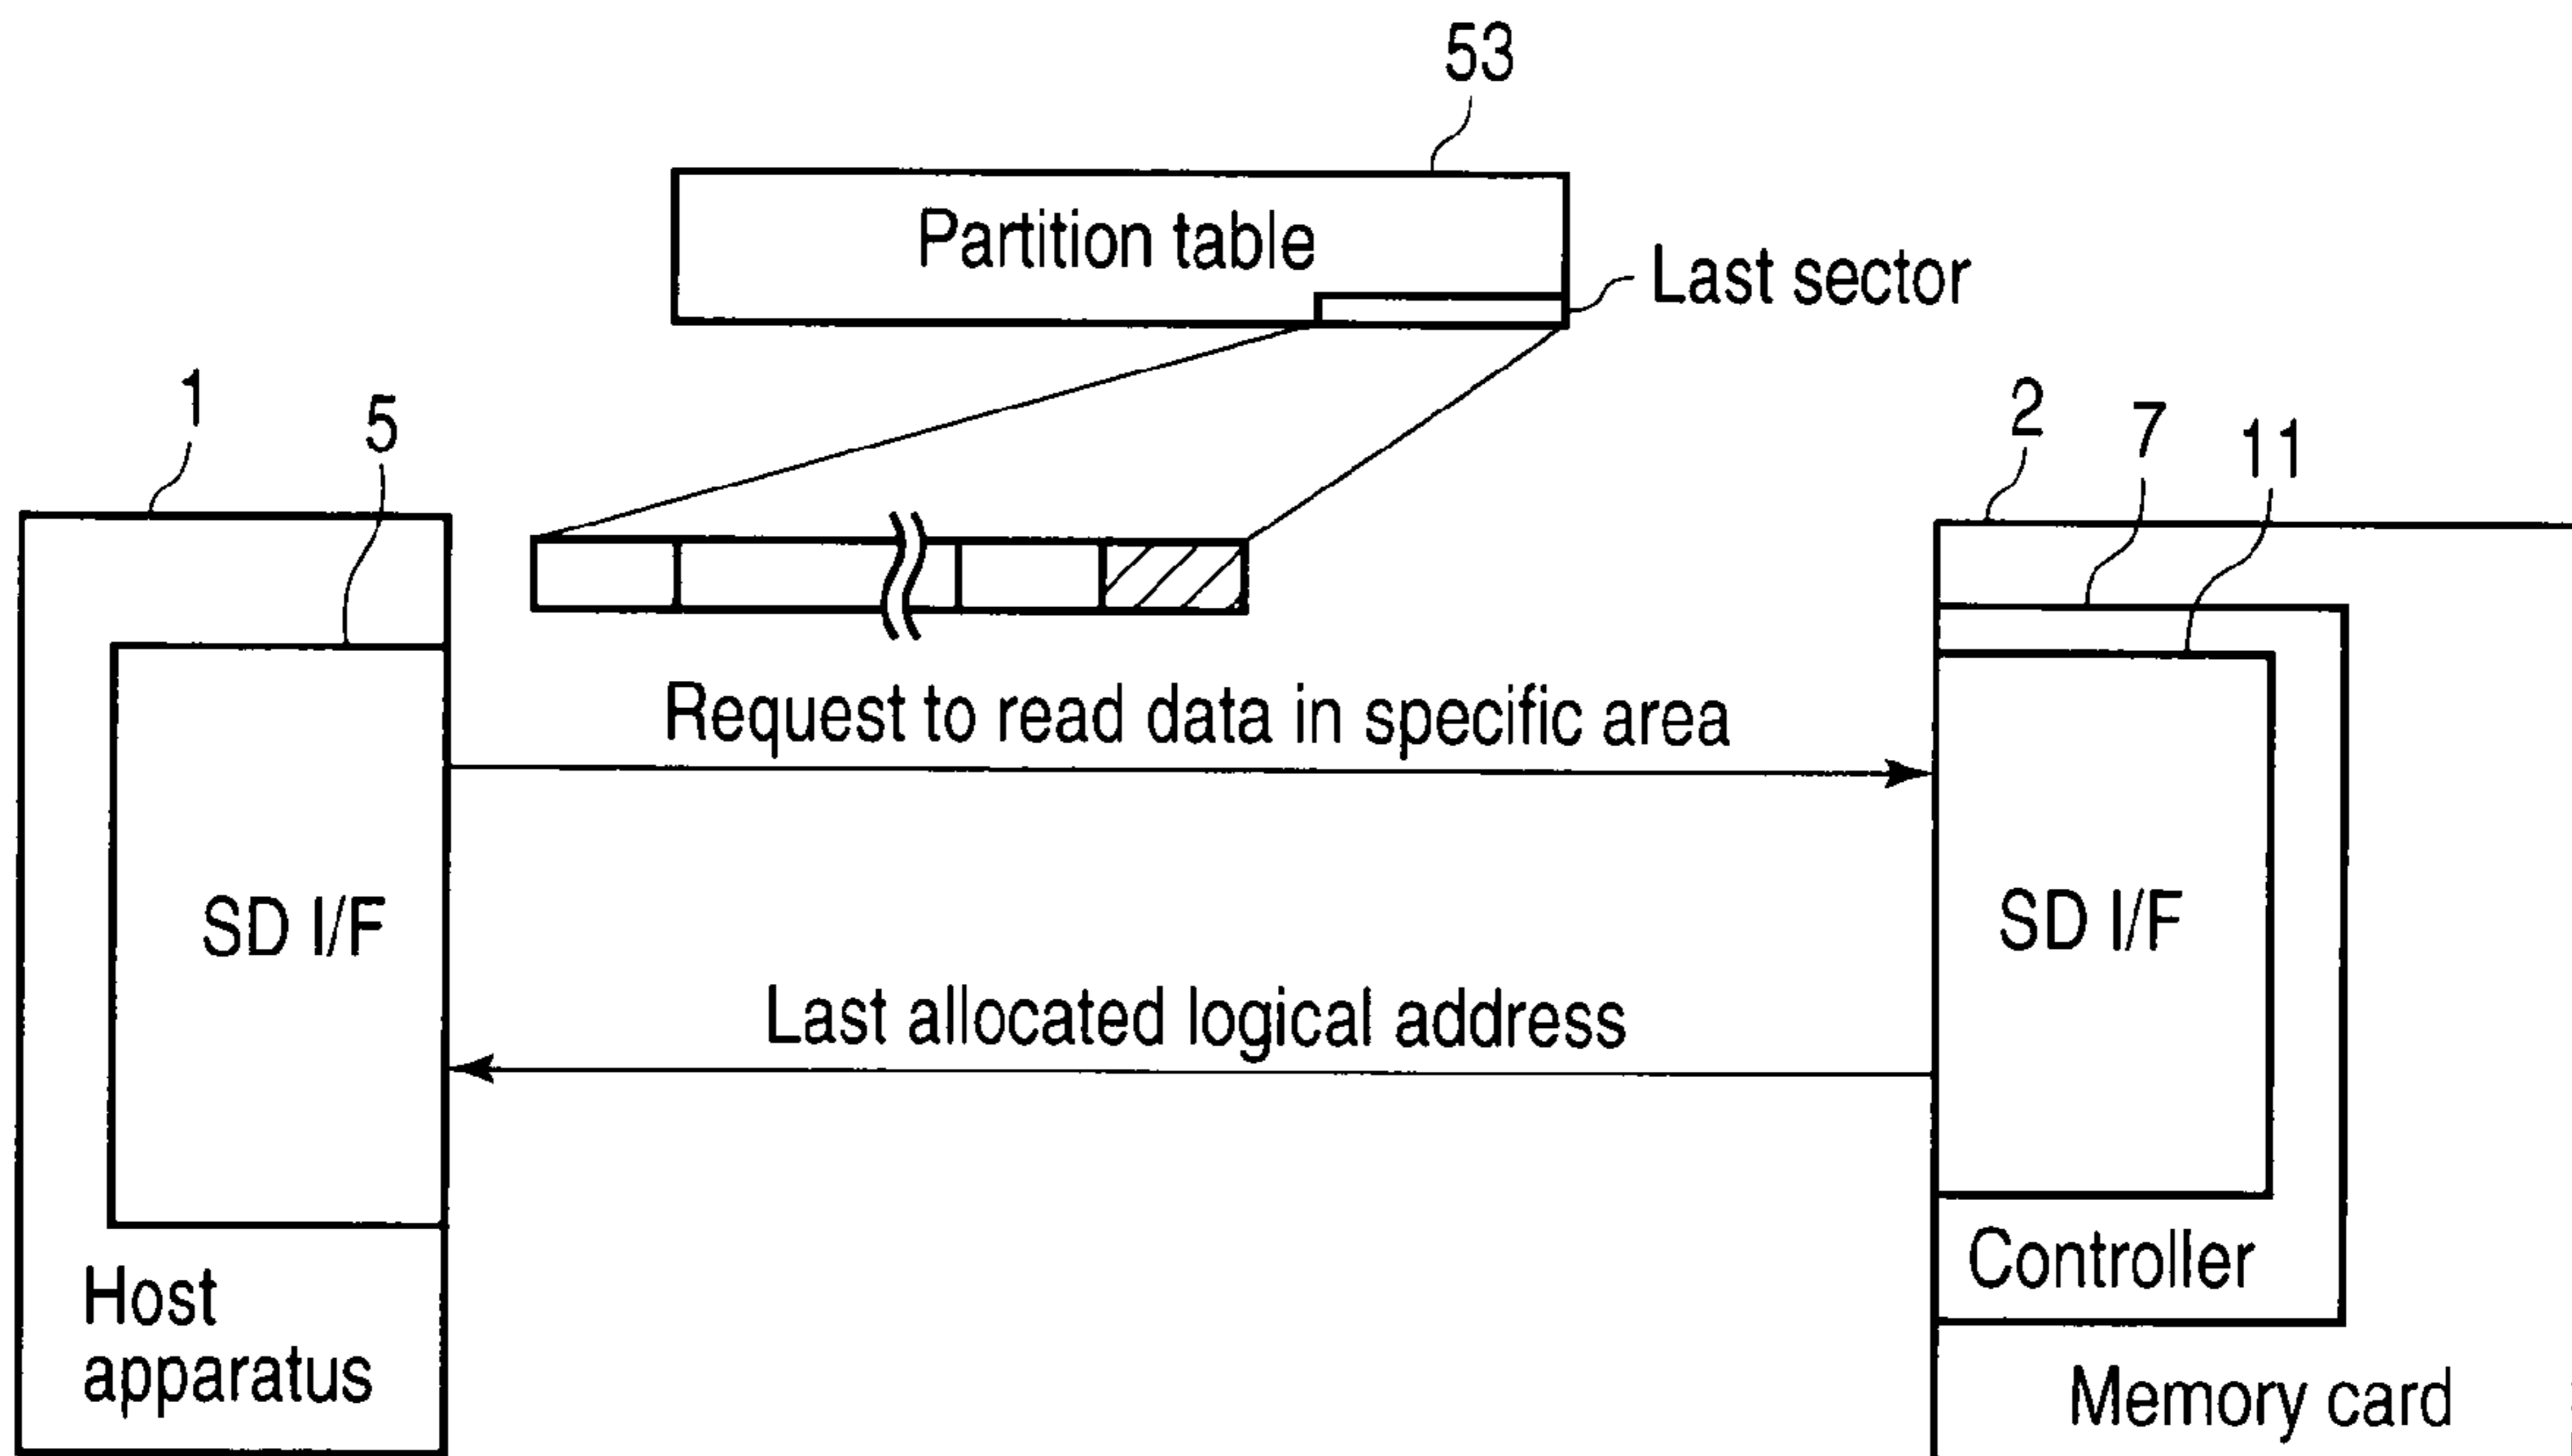 53
Partition table
Last sector
1
5
2
7
11
Request to read data in specific area
SD I/F
SD I/F
Last allocated logical address
Controller
Host
apparatus
Memory card